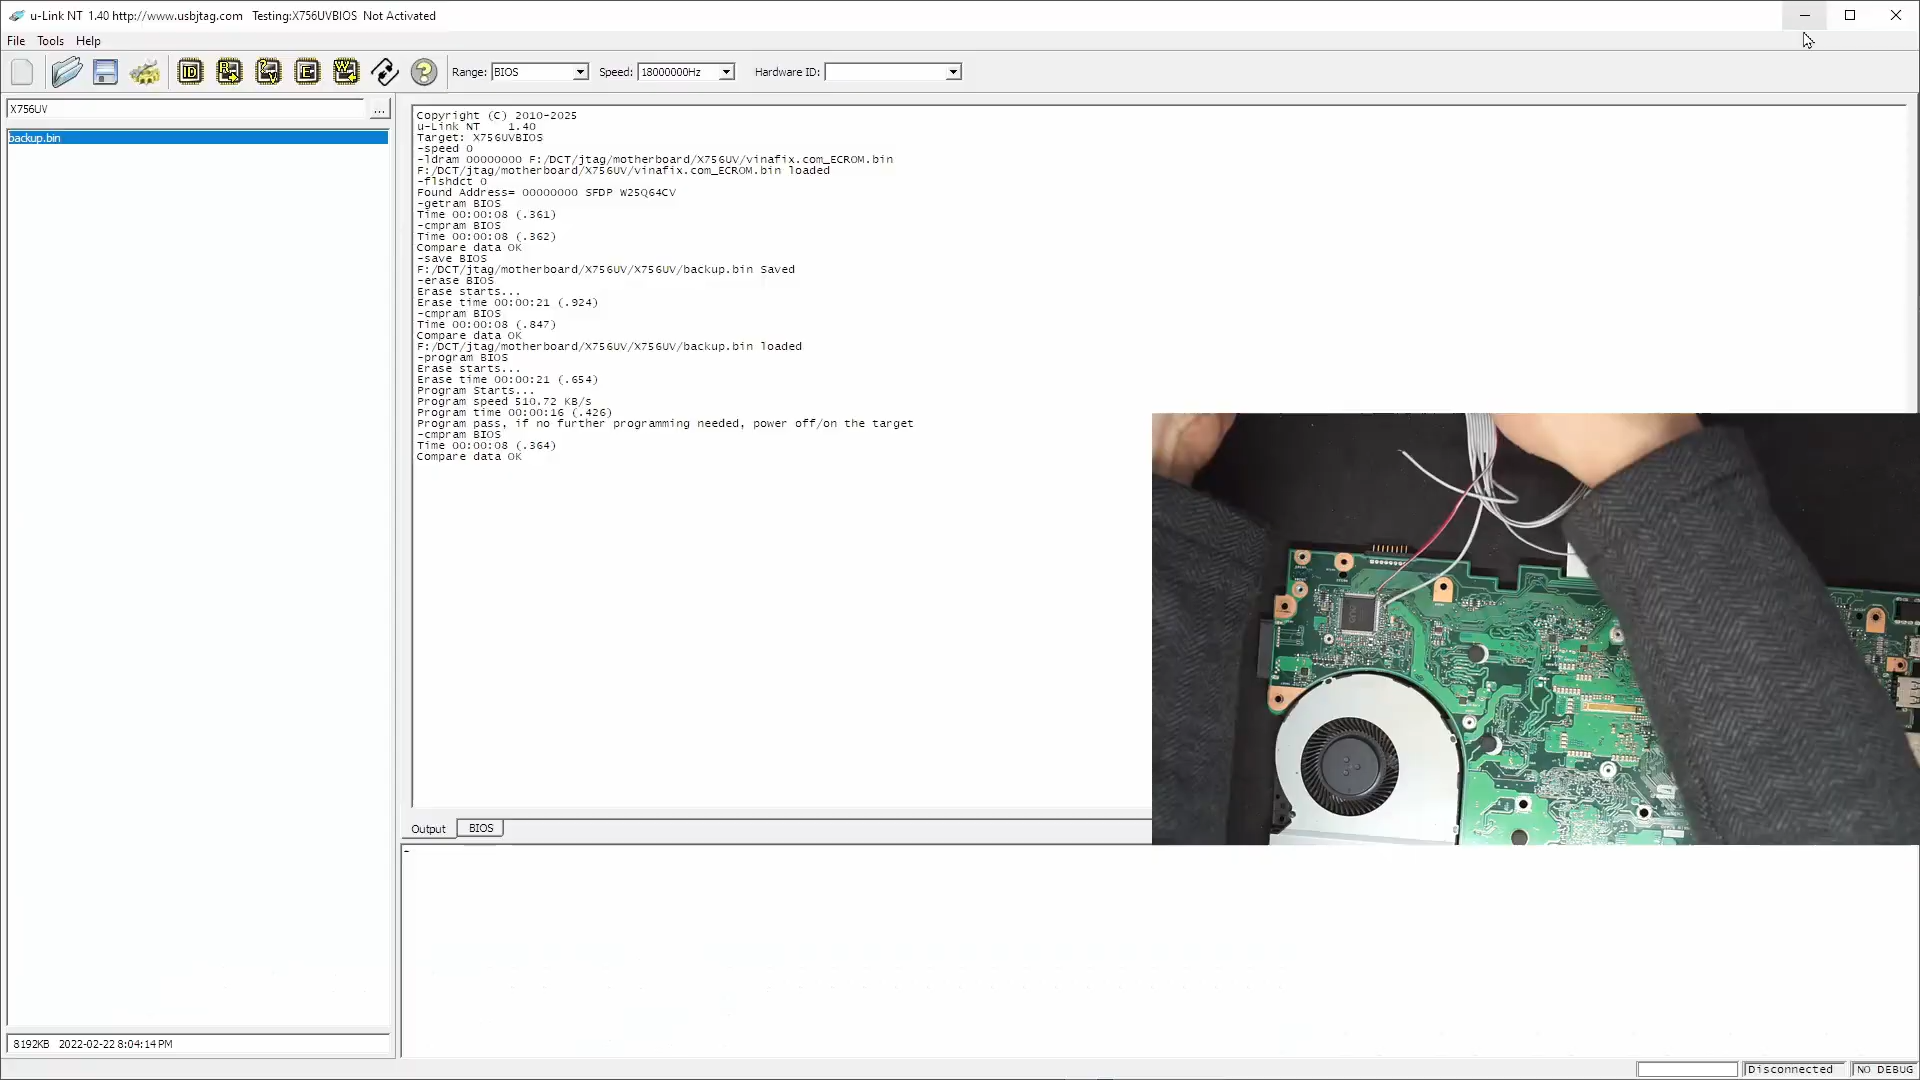 u-Link NT 1.40 http://www.usbjtag.com Testing:X756UVBIOS Not Activated
File Tools Help
ID R ?V E W ? Range: BIOS Speed: 18000000Hz Hardware ID:
X756UV ...
backup.bin
Copyright (C) 2010-2025
u-Link NT 1.40
Target: X756UVBIOS
-speed 0
-ldram 00000000 F:/DCT/jtag/motherboard/X756UV/vinafix.com_ECROM.bin
F:/DCT/jtag/motherboard/X756UV/vinafix.com_ECROM.bin loaded
-flshdct 0
Found Address= 00000000 SFDP W25Q64CV
-getram BIOS
Time 00:00:08 (.361)
-cmpram BIOS
Time 00:00:08 (.362)
Compare data OK
-save BIOS
F:/DCT/jtag/motherboard/X756UV/X756UV/backup.bin Saved
-erase BIOS
Erase starts...
Erase time 00:00:21 (.924)
-cmpram BIOS
Time 00:00:08 (.847)
Compare data OK
F:/DCT/jtag/motherboard/X756UV/X756UV/backup.bin loaded
-program BIOS
Erase starts...
Erase time 00:00:21 (.654)
Program Starts...
Program speed 510.72 KB/s
Program time 00:00:16 (.426)
Program pass, if no further programming needed, power off/on the target
-cmpram BIOS
Time 00:00:08 (.364)
Compare data OK
Output BIOS
-
8192KB 2022-02-22 8:04:14 PM
Disconnected NO DEBUG